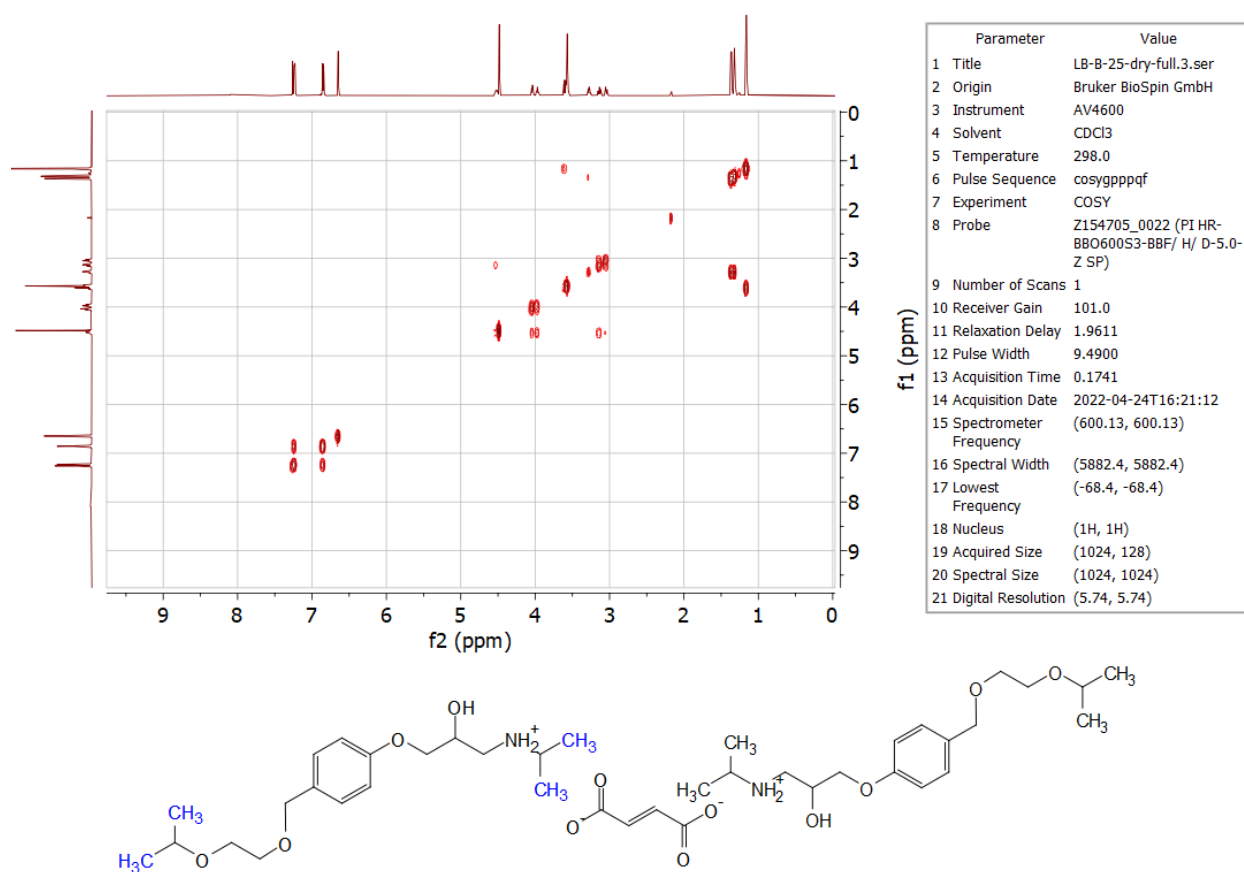 Parameter Value
1 Title LB-B-25-dry-full.3.ser
2 Origin Bruker BioSpin GmbH
3 Instrument AV4600
4 Solvent CDCl3
5 Temperature 298.0
6 Pulse Sequence cosygpppqf
7 Experiment COSY
8 Probe Z154705_0022 (PI HR-
BBO600S3-BBF/ H/ D-5.0-
Z SP)
9 Number of Scans 1
10 Receiver Gain 101.0
11 Relaxation Delay 1.9611
12 Pulse Width 9.4900
13 Acquisition Time 0.1741
14 Acquisition Date 2022-04-24T16:21:12
15 Spectrometer (600.13, 600.13)
Frequency
16 Spectral Width (5882.4, 5882.4)
17 Lowest (-68.4, -68.4)
Frequency
18 Nucleus (1H, 1H)
19 Acquired Size (1024, 128)
20 Spectral Size (1024, 1024)
21 Digital Resolution (5.74, 5.74)
0
1
2
3
4
5
6
7
8
9
f1 (ppm)
9 8 7 6 5 4 3 2 1 0
f2 (ppm)
OH
O
NH2+
CH3
CH3
CH3
H3C
O
O
O
O-
O-
O
CH3
H3C
NH2+
OH
O
O
O
CH3
CH3